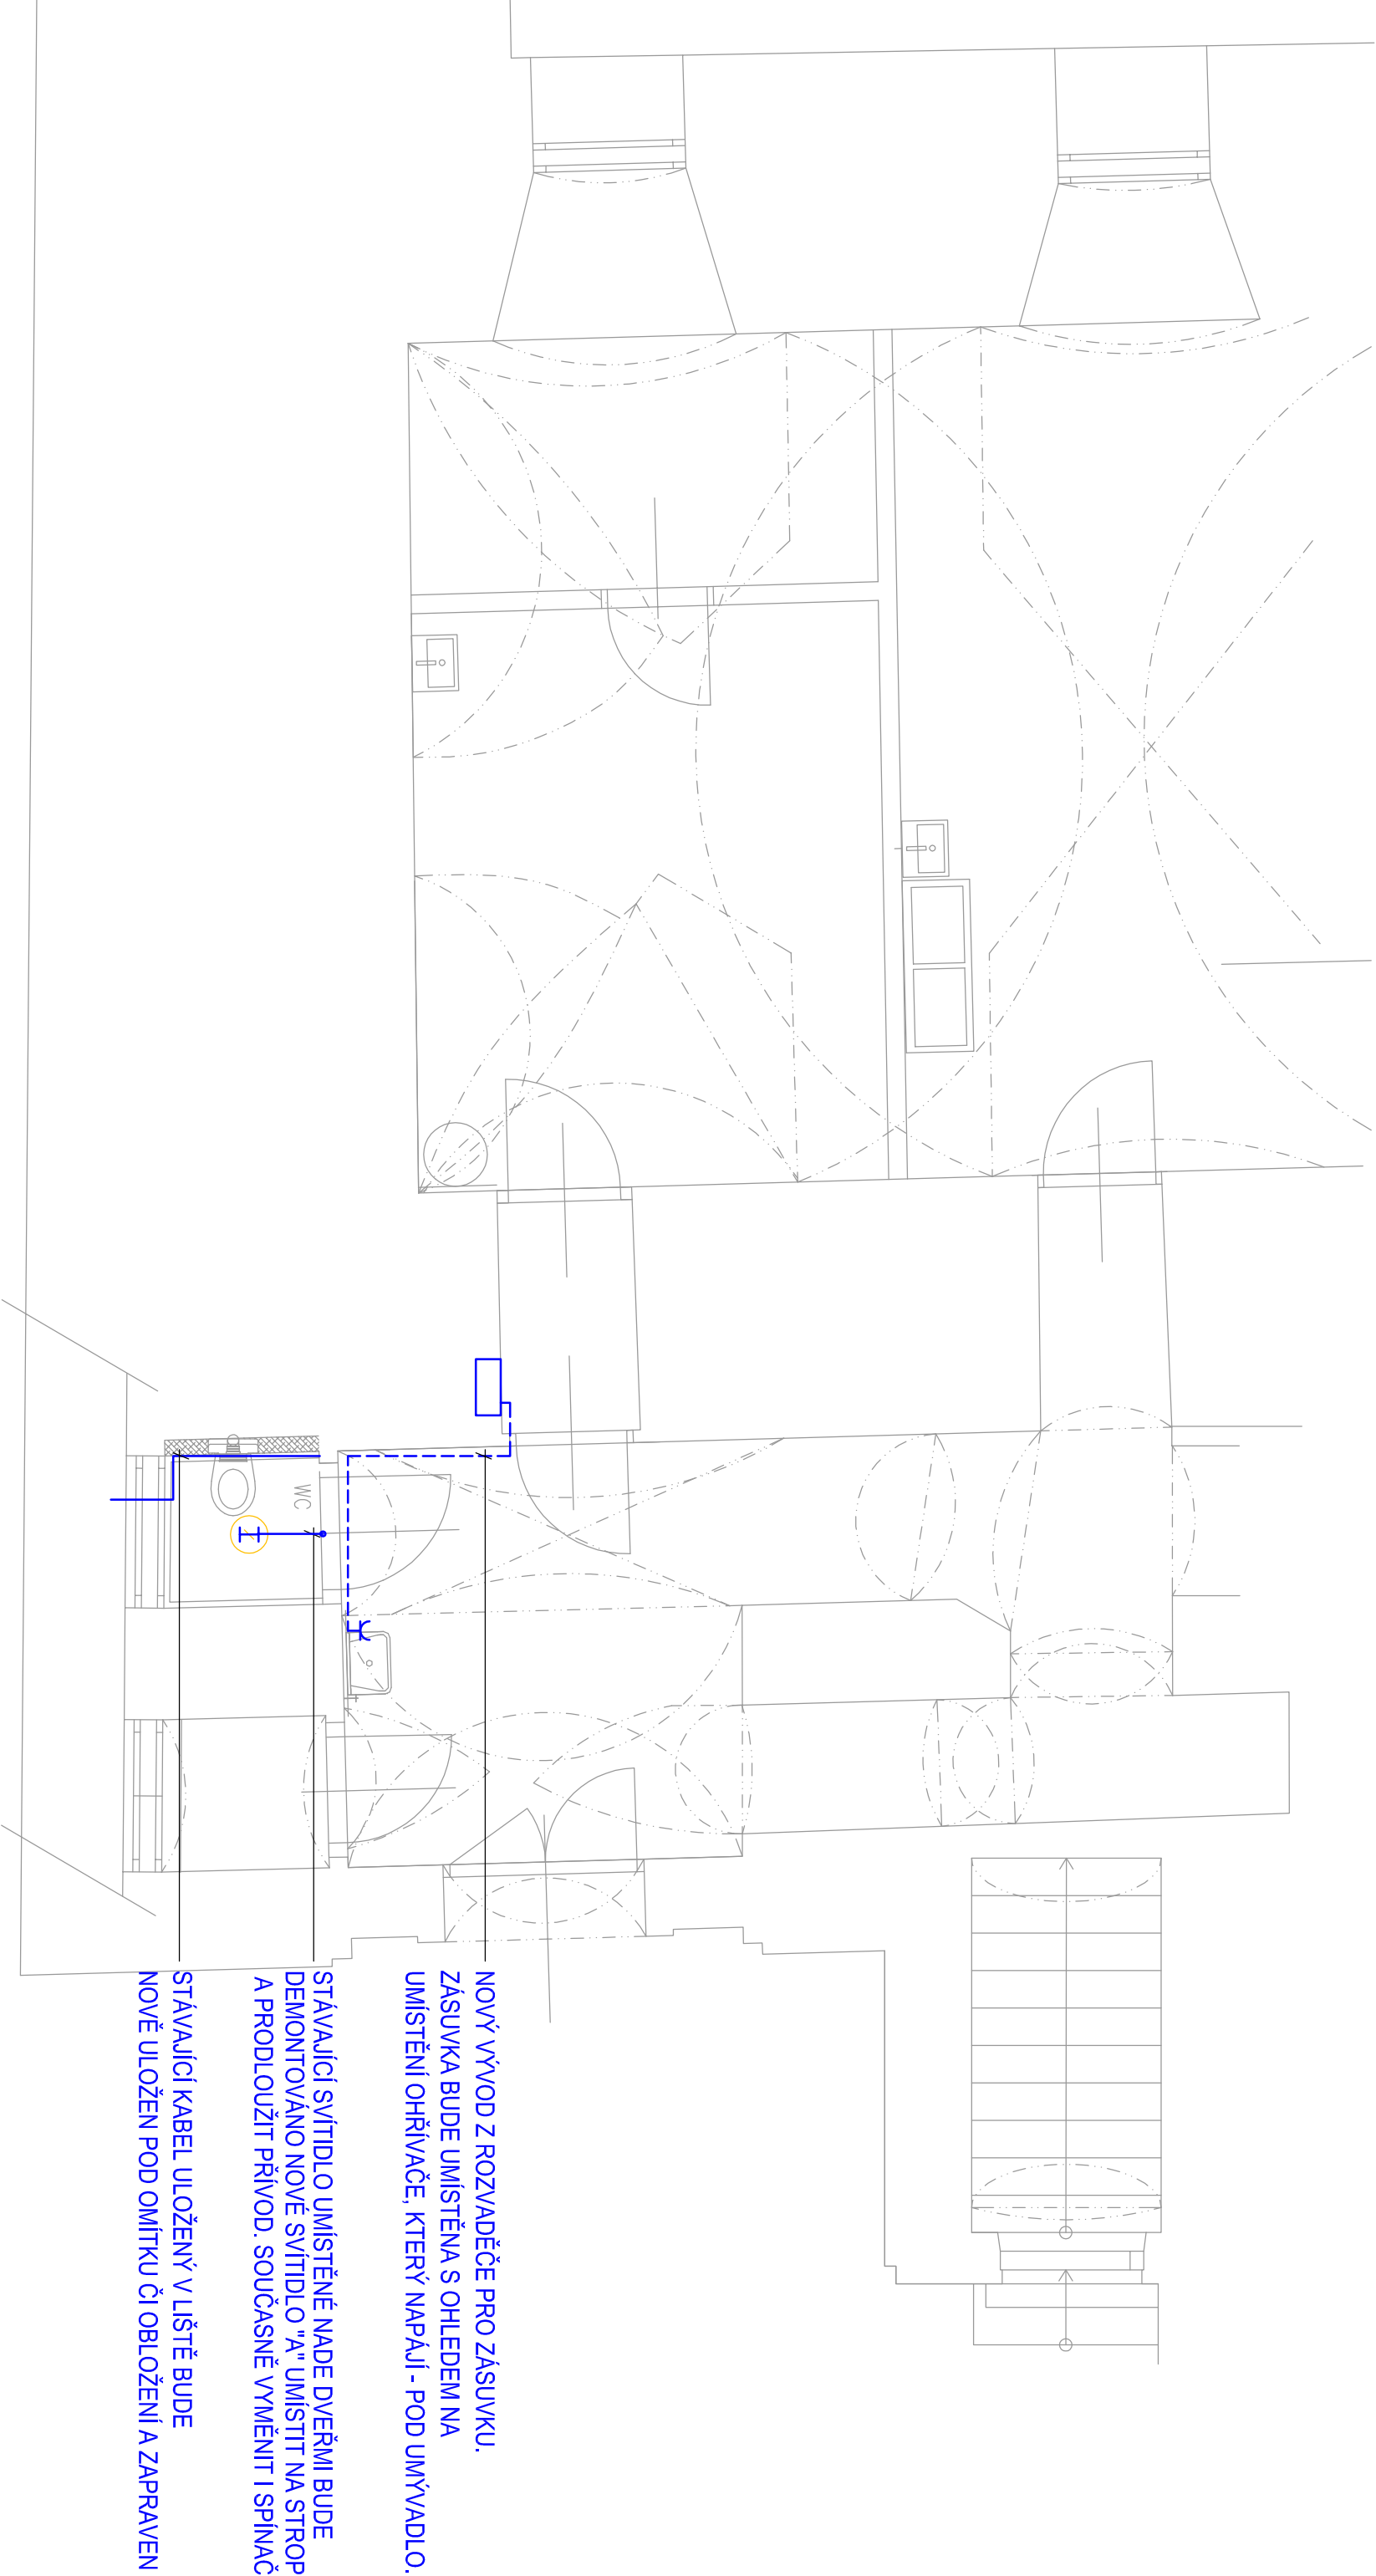 WC
NOVÝ VÝVOD Z ROZVADĚČE PRO ZÁSUVKU.
ZÁSUVKA BUDE UMÍSTĚNA S OHLEDEM NA
UMÍSTĚNÍ OHŘÍVAČE, KTERÝ NAPÁJÍ - POD UMÝVADLO.
STÁVAJÍCÍ SVÍTIDLO UMÍSTĚNÉ NADE DVEŘMI BUDE
DEMONTOVÁNO NOVÉ SVÍTIDLO "A" UMÍSTIT NA STROP
A PRODLOUŽIT PŘÍVOD. SOUČASNĚ VYMĚNIT I SPÍNAČ
STÁVAJÍCÍ KABEL ULOŽENÝ V LIŠTĚ BUDE
NOVĚ ULOŽEN POD OMÍTKU ČI OBLOŽENÍ A ZAPRAVEN